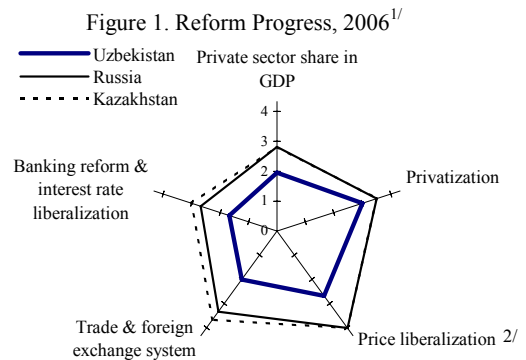 Figure 1. Reform Progress, 2006 1/
Uzbekistan
Russia
Kazakhstan
Private sector share in
GDP
4
3
2
1
0
Banking reform &
interest rate
liberalization
Privatization
Trade & foreign
exchange system
Price liberalization 2/